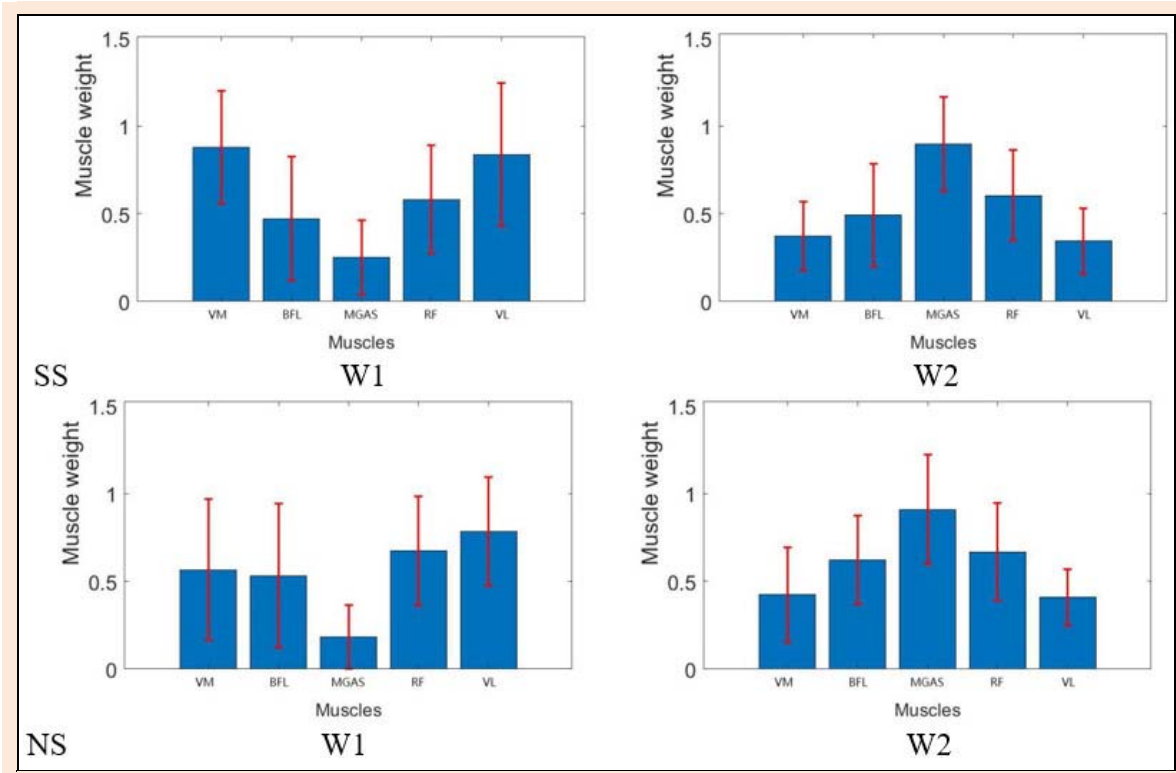 1.5
1
0.5
0
Muscle weight
VM BFL MGAS RF VL
Muscles
1.5
1
0.5
0
Muscle weight
VM BFL MGAS RF VL
Muscles
SS W1 W2
1.5
1
0.5
0
Muscle weight
VM BFL MGAS RF VL
Muscles
1.5
1
0.5
0
Muscle weight
VM BFL MGAS RF VL
Muscles
NS W1 W2